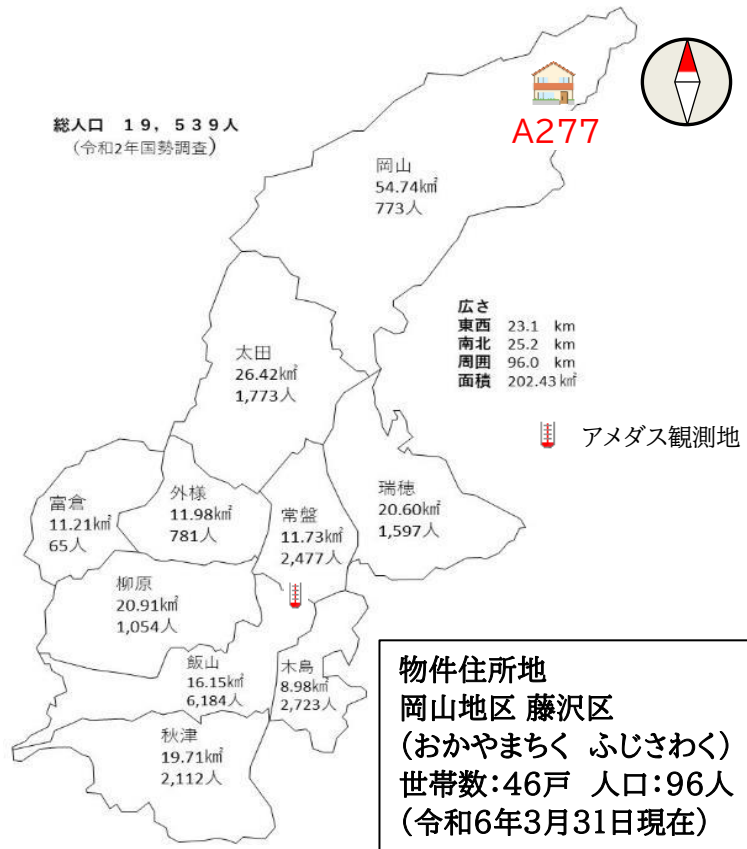 A277
総人口 19,539人
(令和2年国勢調査)
岡山
54.74㎢
773人
広さ
東西 23.1 km
南北 25.2 km
周囲 96.0 km
面積 202.43㎢
太田
26.42㎢
1,773人
アメダス観測地
瑞穂
20.60㎢
1,597人
外様
11.98㎢
781人
富倉
11.21㎢
65人
常盤
11.73㎢
2,477人
柳原
20.91㎢
1,054人
飯山
16.15㎢
6,184人
木島
8.98㎢
2,723人
秋津
19.71㎢
2,112人
物件住所地
岡山地区 藤沢区
(おかやまちく ふじさわく)
世帯数:46戸 人口:96人
(令和6年3月31日現在)